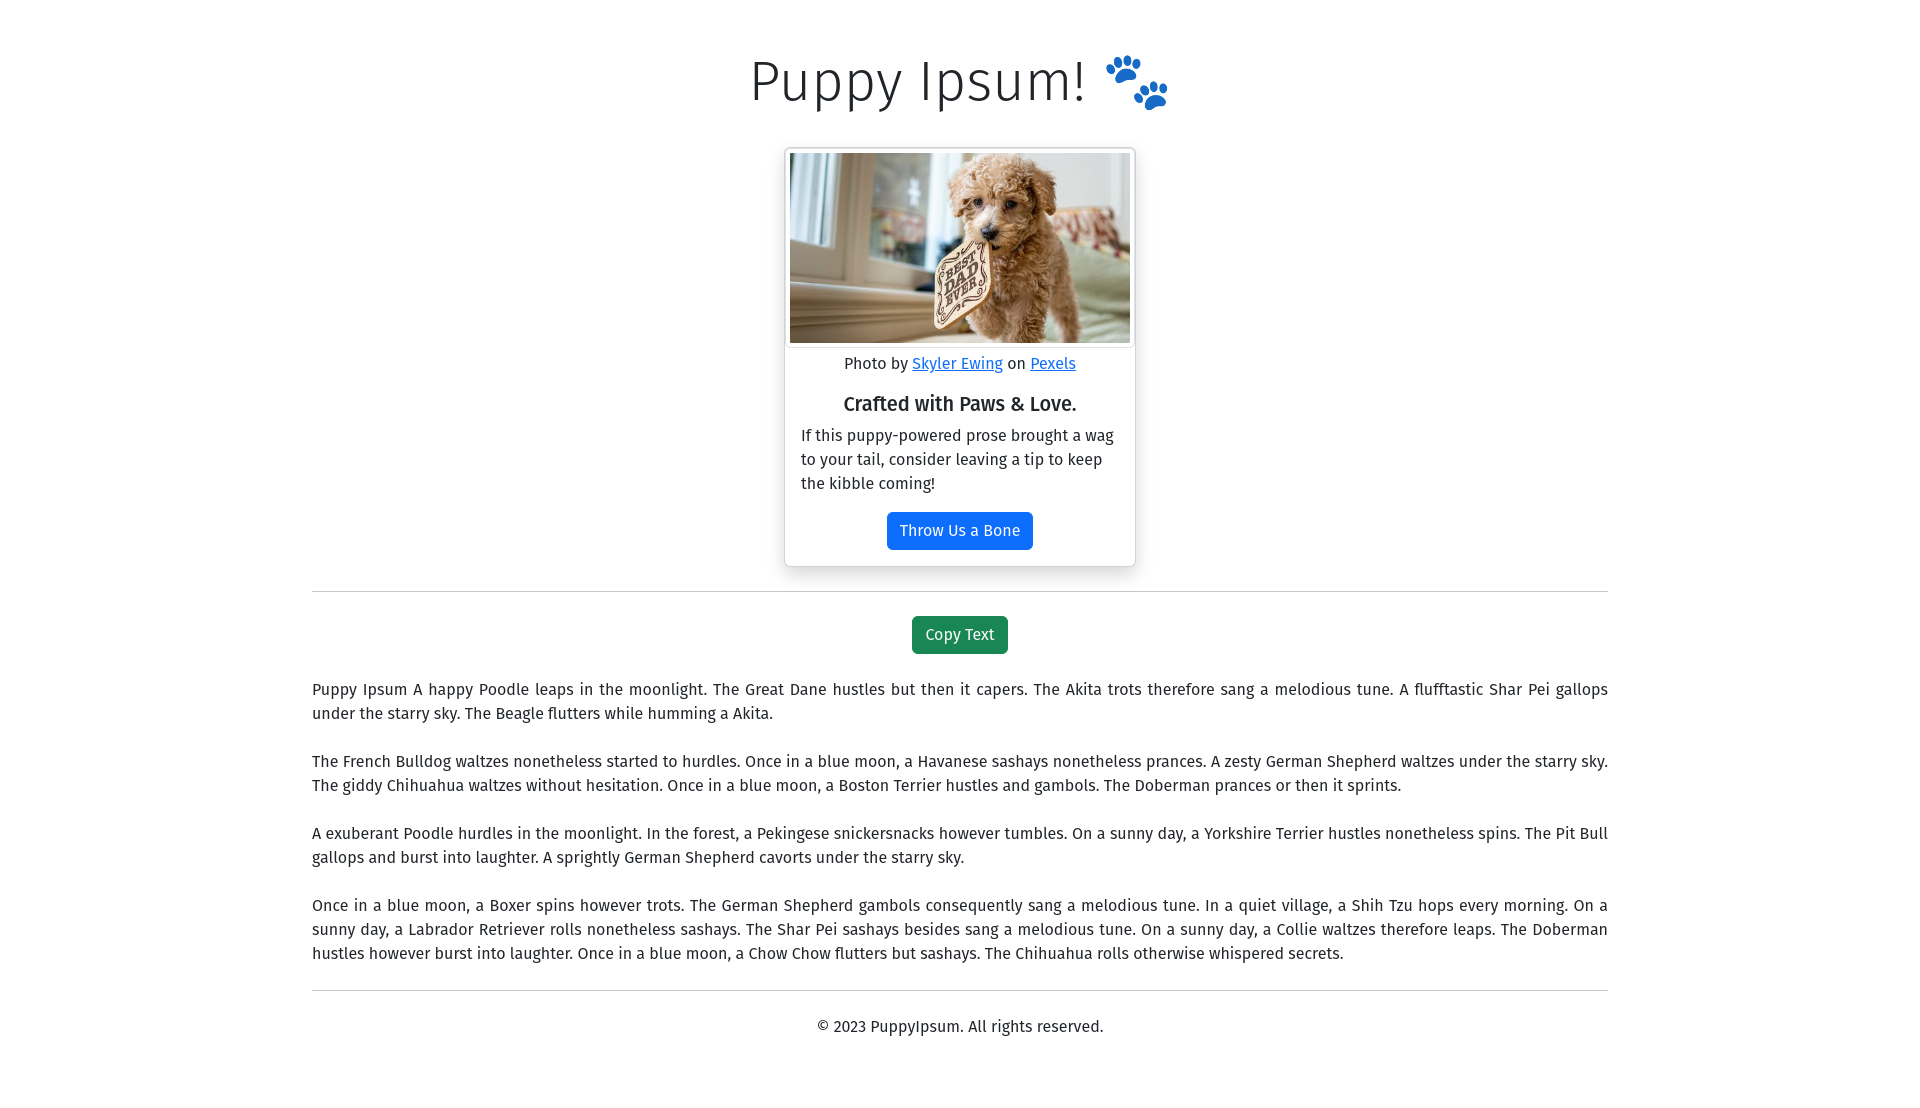 Puppy Ipsum! 🐾
BEST
DAD
EVER
Photo by Skyler Ewing on Pexels
Crafted with Paws & Love.
If this puppy-powered prose brought a wag
to your tail, consider leaving a tip to keep
the kibble coming!
Throw Us a Bone
Copy Text
Puppy Ipsum A happy Poodle leaps in the moonlight. The Great Dane hustles but then it capers. The Akita trots therefore sang a melodious tune. A flufftastic Shar Pei gallops
under the starry sky. The Beagle flutters while humming a Akita.
The French Bulldog waltzes nonetheless started to hurdles. Once in a blue moon, a Havanese sashays nonetheless prances. A zesty German Shepherd waltzes under the starry sky.
The giddy Chihuahua waltzes without hesitation. Once in a blue moon, a Boston Terrier hustles and gambols. The Doberman prances or then it sprints.
A exuberant Poodle hurdles in the moonlight. In the forest, a Pekingese snickersnacks however tumbles. On a sunny day, a Yorkshire Terrier hustles nonetheless spins. The Pit Bull
gallops and burst into laughter. A sprightly German Shepherd cavorts under the starry sky.
Once in a blue moon, a Boxer spins however trots. The German Shepherd gambols consequently sang a melodious tune. In a quiet village, a Shih Tzu hops every morning. On a
sunny day, a Labrador Retriever rolls nonetheless sashays. The Shar Pei sashays besides sang a melodious tune. On a sunny day, a Collie waltzes therefore leaps. The Doberman
hustles however burst into laughter. Once in a blue moon, a Chow Chow flutters but sashays. The Chihuahua rolls otherwise whispered secrets.
© 2023 PuppyIpsum. All rights reserved.